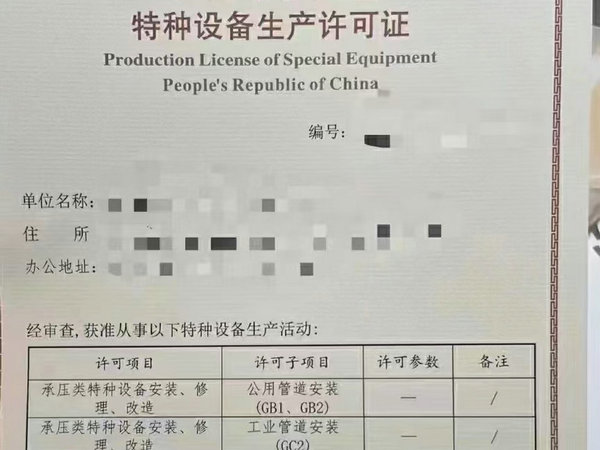 特种设备生产许可证
Production License of Special Equipment
People's Republic of China
编号:
单位名称:
住 所
办公地址:
经审查,获准从事以下特种设备生产活动:
许可项目 许可子项目 许可参数 备注
承压类特种设备安装、修理、改造 公用管道安装(GB1、GB2) — /
承压类特种设备安装、修理、改造 工业管道安装(GC2) — /